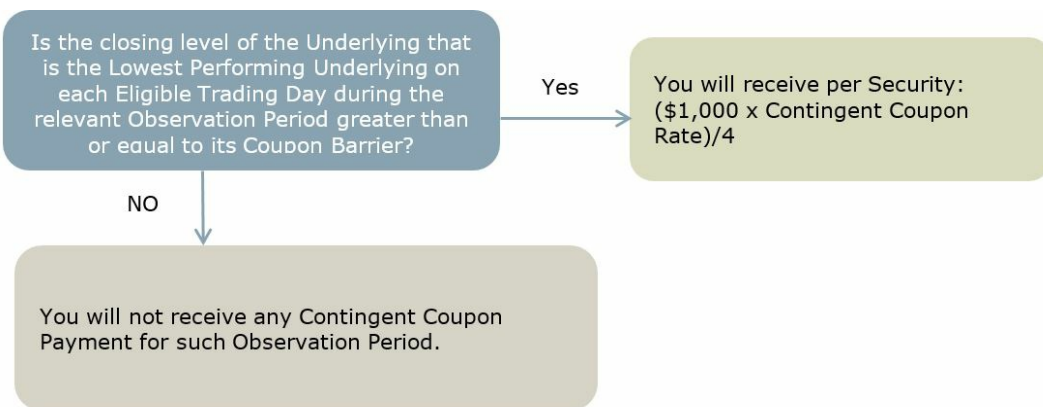 Is the closing level of the Underlying that
is the Lowest Performing Underlying on
each Eligible Trading Day during the
relevant Observation Period greater than
or equal to its Coupon Barrier?
Yes
You will receive per Security:
($1,000 x Contingent Coupon
Rate)/4
NO
You will not receive any Contingent Coupon
Payment for such Observation Period.